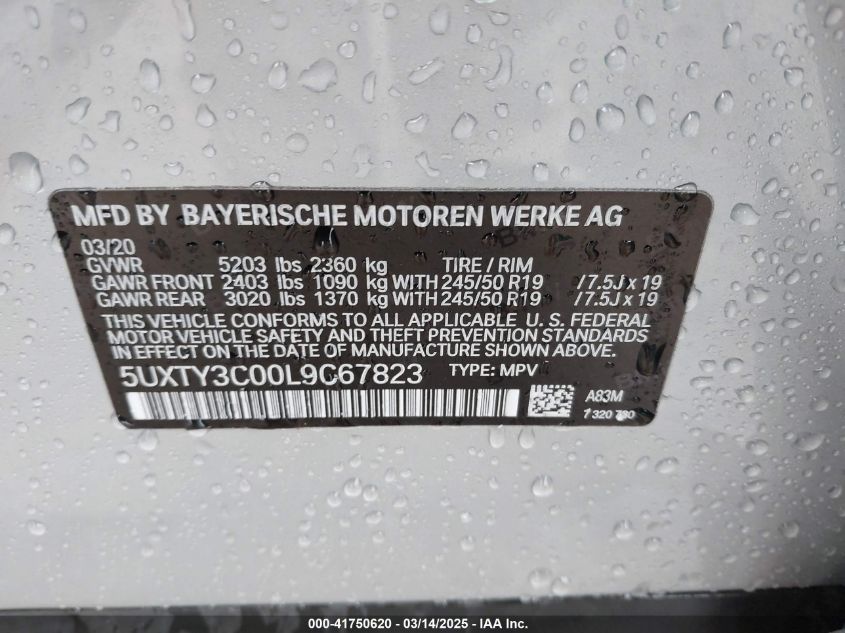 MFD BY BAYERISCHE MOTOREN WERKE AG
03/20
GVWR 5203 lbs 2360 kg TIRE / RIM
GAWR FRONT 2403 lbs 1090 kg WITH 245/50 R19 /7.5J x 19
GAWR REAR 3020 lbs 1370 kg WITH 245/50 R19 /7.5J x 19
THIS VEHICLE CONFORMS TO ALL APPLICABLE U. S. FEDERAL
MOTOR VEHICLE SAFETY AND THEFT PREVENTION STANDARDS
IN EFFECT ON THE DATE OF MANUFACTURE SHOWN ABOVE.
5UXTY3C00L9C67823 TYPE: MPV
A83M
000-41750620 - 03/14/2025 - IAA Inc.